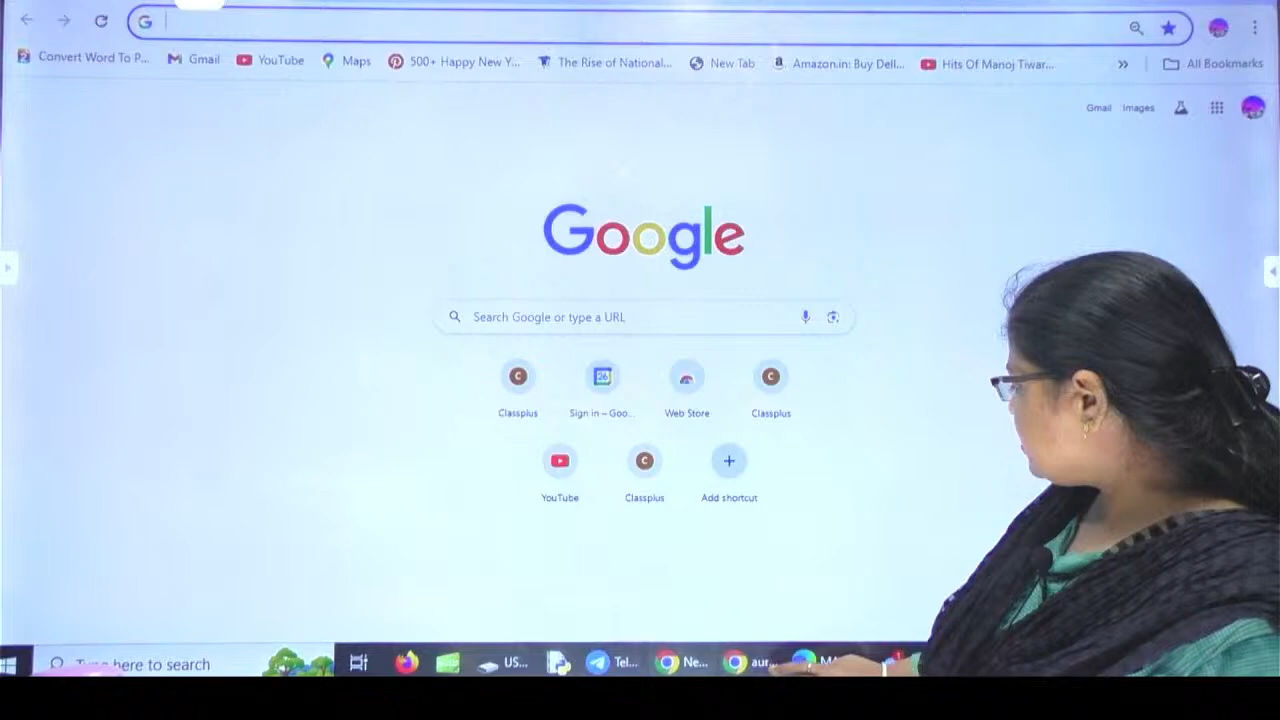 Convert Word To P... Gmail YouTube Maps 500+ Happy New Y... The Rise of National... New Tab Amazon.in: Buy Dell... Hits Of Manoj Tiwar... » All Bookmarks
Gmail Images
Google
Search Google or type a URL
Classplus Sign in – Goo... Web Store Classplus
YouTube Classplus Add shortcut
Type here to search US... Tel... Ne... aur...